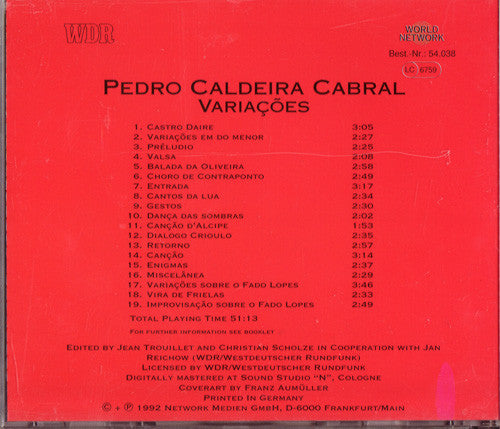 WDR
WORLD
NETWORK
Best.-Nr.: 54.038
LC 6759
PEDRO CALDEIRA CABRAL
VARIAÇÕES
1. CASTRO DAIRE 3:05
2. VARIAÇÕES EM DO MENOR 2:27
3. PRÉLUDIO 2:25
4. VALSA 2:08
5. BALADA DA OLIVEIRA 2:58
6. CHORO DE CONTRAPONTO 2:49
7. ENTRADA 3:17
8. CANTOS DA LUA 2:34
9. GESTOS 2:30
10. DANÇA DAS SOMBRAS 2:02
11. CANÇÃO D'ALCIPE 1:53
12. DIALOGO CRIOULO 2:35
13. RETORNO 2:57
14. CANÇÃO 3:14
15. ENIGMAS 2:37
16. MISCELÂNEA 2:29
17. VARIAÇÕES SOBRE O FADO LOPES 3:46
18. VIRA DE FRIELAS 2:33
19. IMPROVISAÇÃO SOBRE O FADO LOPES 2:49
TOTAL PLAYING TIME 51:13
FOR FURTHER INFORMATION SEE BOOKLET
EDITED BY JEAN TROUILLET AND CHRISTIAN SCHOLZE IN COOPERATION WITH JAN
REICHOW (WDR/WESTDEUTSCHER RUNDFUNK)
LICENSED BY WDR/WESTDEUTSCHER RUNDFUNK
DIGITALLY MASTERED AT SOUND STUDIO "N", COLOGNE
COVERART BY FRANZ AUMÜLLER
PRINTED IN GERMANY
© + ℗ 1992 NETWORK MEDIEN GMBH, D-6000 FRANKFURT/MAIN